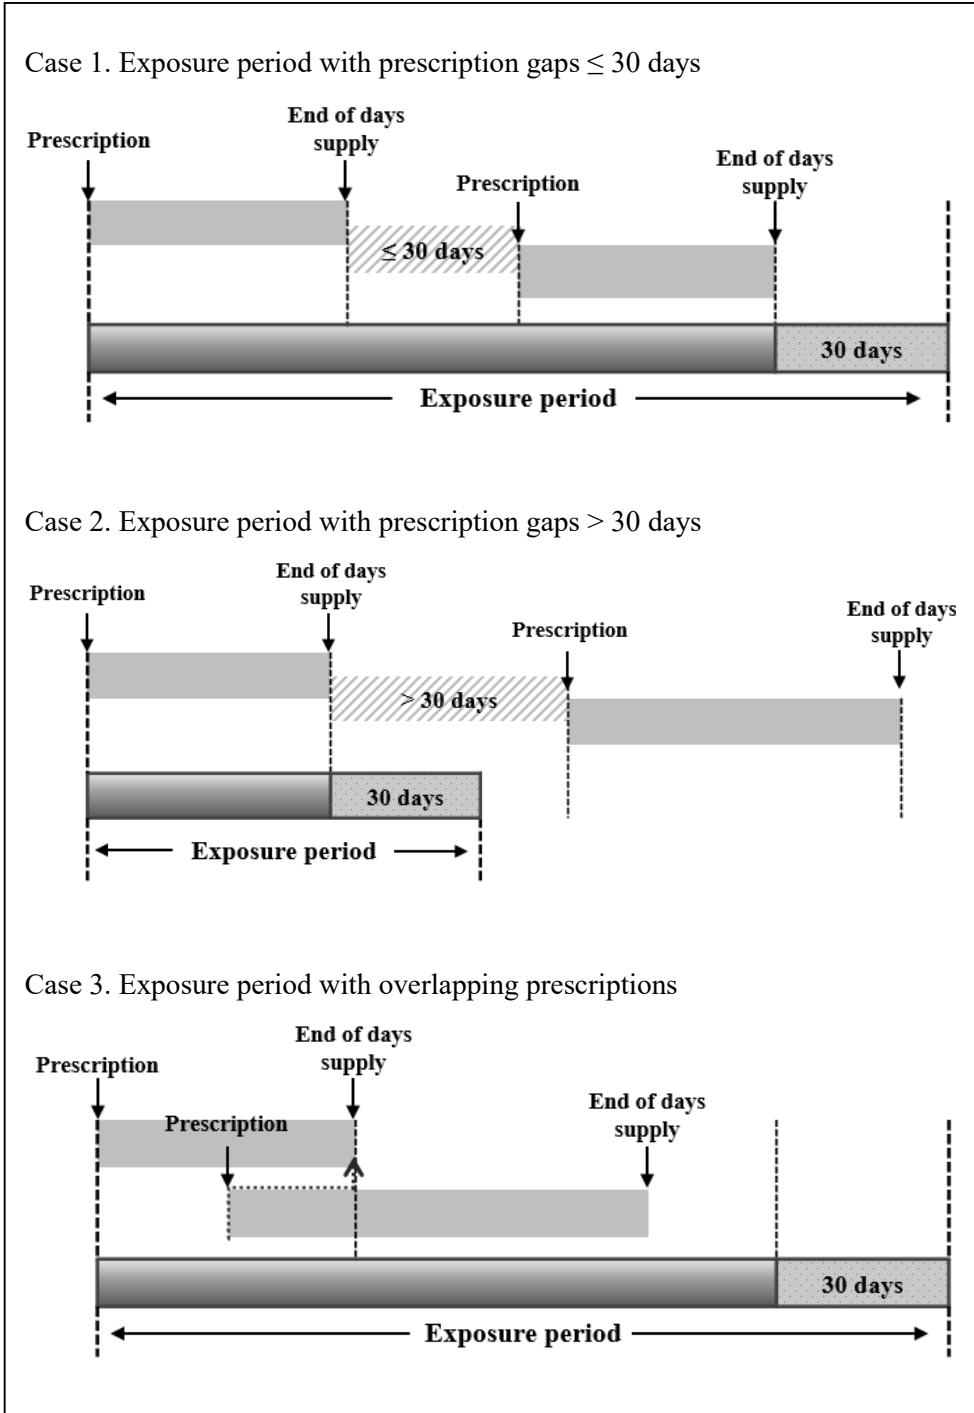 Case 1. Exposure period with prescription gaps ≤ 30 days
End of days
supply
Prescription
End of days
supply
Prescription
≤ 30 days
30 days
Exposure period
Case 2. Exposure period with prescription gaps > 30 days
End of days
supply
Prescription
End of days
supply
Prescription
> 30 days
30 days
Exposure period
Case 3. Exposure period with overlapping prescriptions
End of days
supply
Prescription
End of days
supply
Prescription
30 days
Exposure period